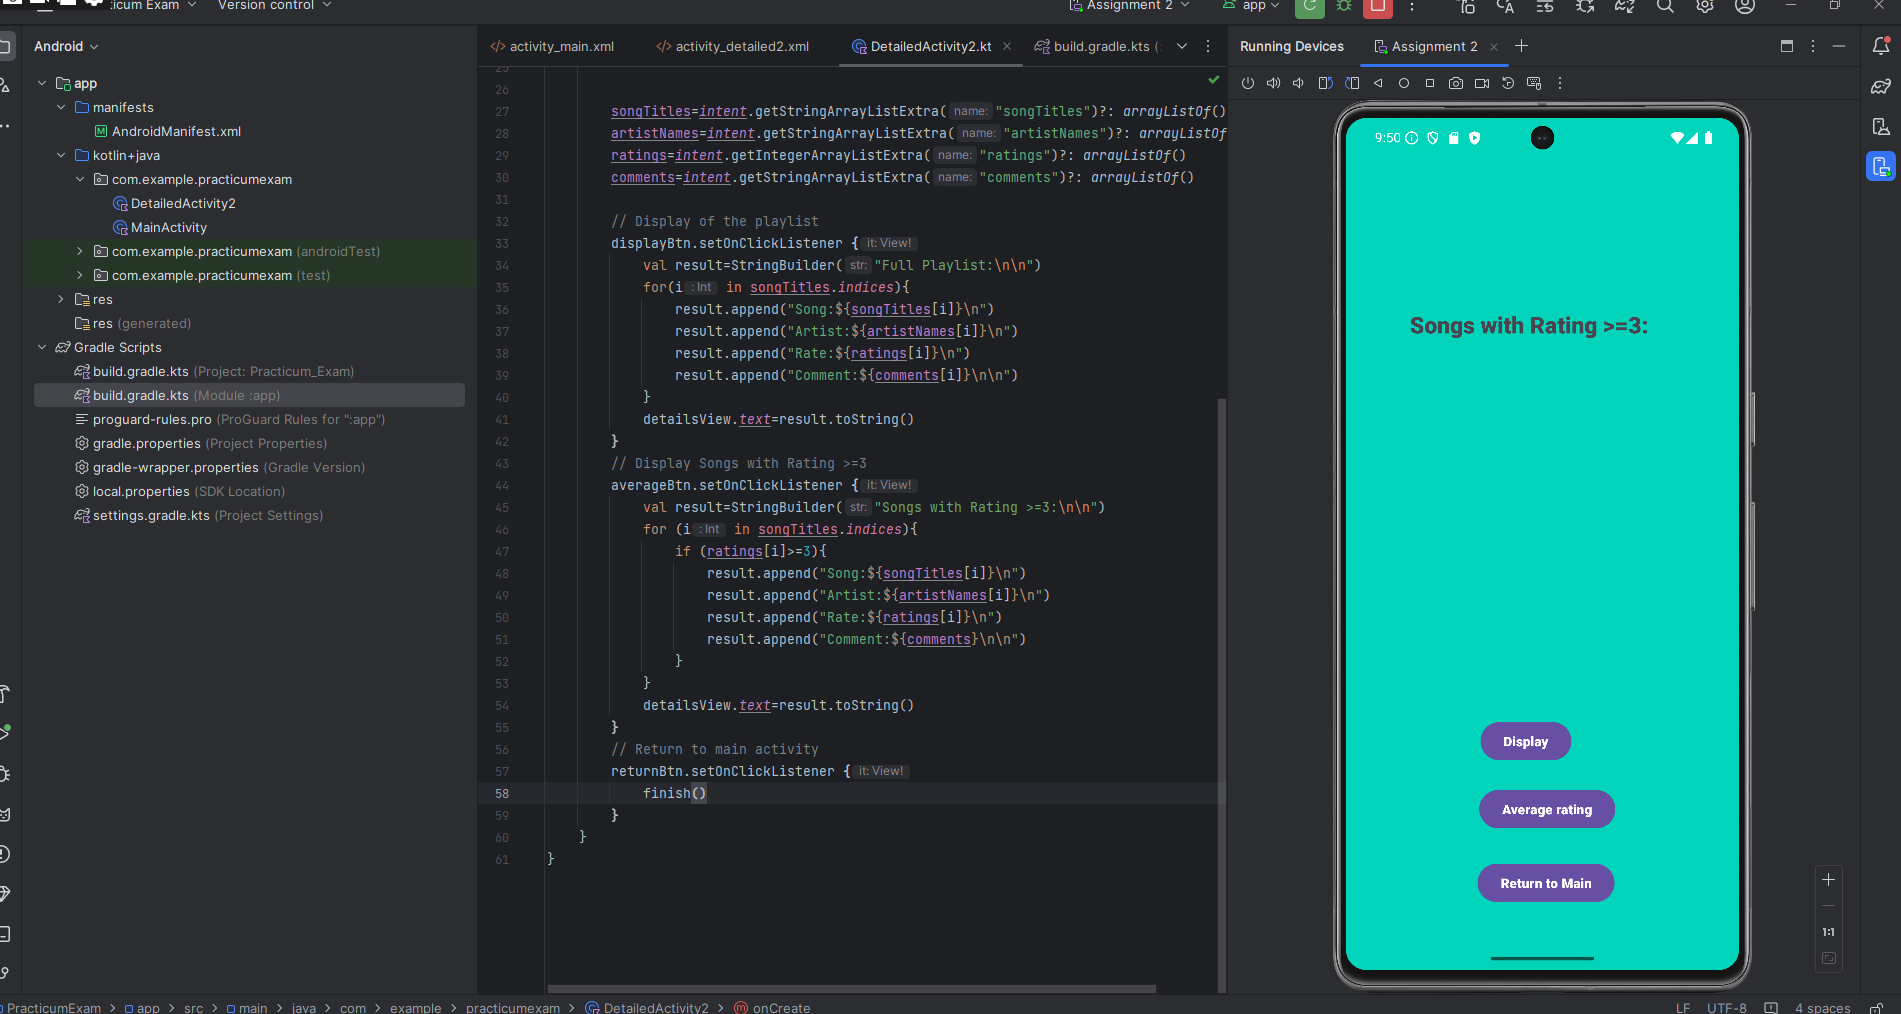 ticum Exam
Version control
Assignment 2
app
Android
activity_main.xml
activity_detailed2.xml
DetailedActivity2.kt
build.gradle.kts (
Running Devices
Assignment 2
app
manifests
AndroidManifest.xml
kotlin+java
com.example.practicumexam
DetailedActivity2
MainActivity
com.example.practicumexam (androidTest)
com.example.practicumexam (test)
res
res (generated)
Gradle Scripts
build.gradle.kts (Project: Practicum_Exam)
build.gradle.kts (Module :app)
proguard-rules.pro (ProGuard Rules for ":app")
gradle.properties (Project Properties)
gradle-wrapper.properties (Gradle Version)
local.properties (SDK Location)
settings.gradle.kts (Project Settings)
25
26
27 songTitles=intent.getStringArrayListExtra( name: "songTitles")?: arrayListOf()
28 artistNames=intent.getStringArrayListExtra( name: "artistNames")?: arrayListOf
29 ratings=intent.getIntegerArrayListExtra( name: "ratings")?: arrayListOf()
30 comments=intent.getStringArrayListExtra( name: "comments")?: arrayListOf()
31
32 // Display of the playlist
33 displayBtn.setOnClickListener { it: View!
34 val result=StringBuilder( str: "Full Playlist:\n\n")
35 for(i : Int in songTitles.indices){
36 result.append("Song:${songTitles[i]}\n")
37 result.append("Artist:${artistNames[i]}\n")
38 result.append("Rate:${ratings[i]}\n")
39 result.append("Comment:${comments[i]}\n\n")
40 }
41 detailsView.text=result.toString()
42 }
43 // Display Songs with Rating >=3
44 averageBtn.setOnClickListener { it: View!
45 val result=StringBuilder( str: "Songs with Rating >=3:\n\n")
46 for (i : Int in songTitles.indices){
47 if (ratings[i]>=3){
48 result.append("Song:${songTitles[i]}\n")
49 result.append("Artist:${artistNames[i]}\n")
50 result.append("Rate:${ratings[i]}\n")
51 result.append("Comment:${comments}\n\n")
52 }
53 }
54 detailsView.text=result.toString()
55 }
56 // Return to main activity
57 returnBtn.setOnClickListener { it: View!
58 finish()
59 }
60 }
61 }
9:50
Songs with Rating >=3:
Display
Average rating
Return to Main
1:1
PracticumExam > app > src > main > java > com > example > practicumexam > DetailedActivity2 > onCreate
LF UTF-8 4 spaces